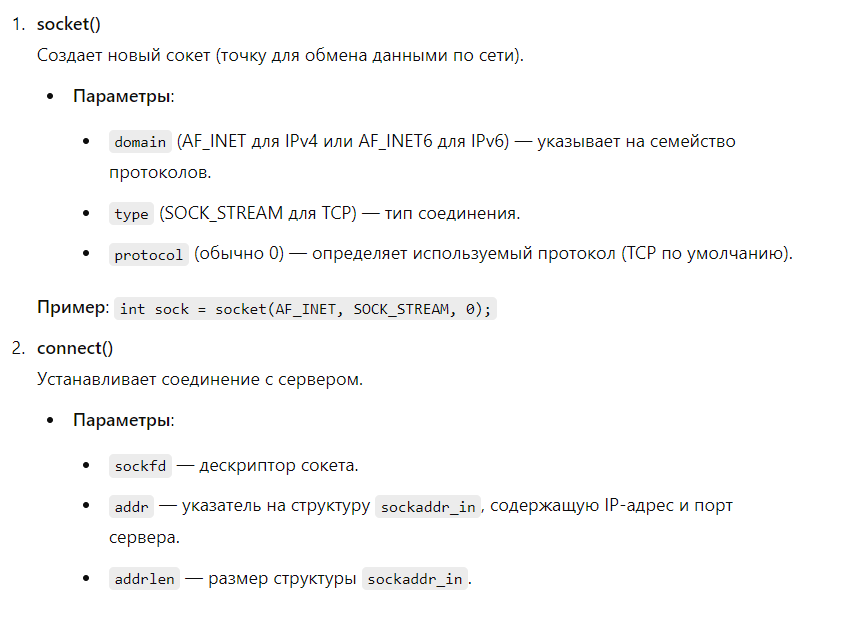 1. socket()
Создает новый сокет (точку для обмена данными по сети).
• Параметры:
• domain (AF_INET для IPv4 или AF_INET6 для IPv6) — указывает на семейство
протоколов.
• type (SOCK_STREAM для TCP) — тип соединения.
• protocol (обычно 0) — определяет используемый протокол (TCP по умолчанию).
Пример: int sock = socket(AF_INET, SOCK_STREAM, 0);
2. connect()
Устанавливает соединение с сервером.
• Параметры:
• sockfd — дескриптор сокета.
• addr — указатель на структуру sockaddr_in, содержащую IP-адрес и порт
сервера.
• addrlen — размер структуры sockaddr_in.